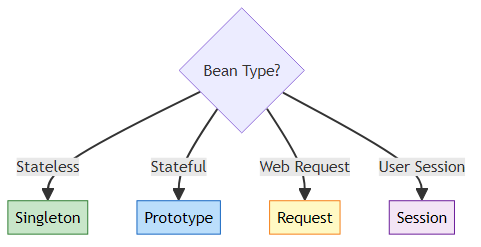 Bean Type?
Stateless
Stateful
Web Request
User Session
Singleton
Prototype
Request
Session